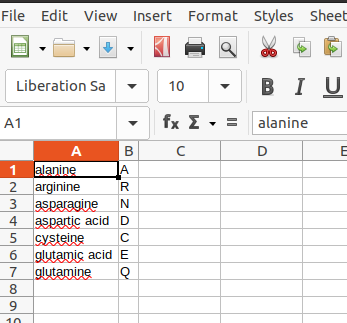 File Edit View Insert Format Styles Sheet
Liberation Sa 10 B I U
A1 fx Σ = alanine
A B C D E
1 alanine A
2 arginine R
3 asparagine N
4 aspartic acid D
5 cysteine C
6 glutamic acid E
7 glutamine Q
8
9
10